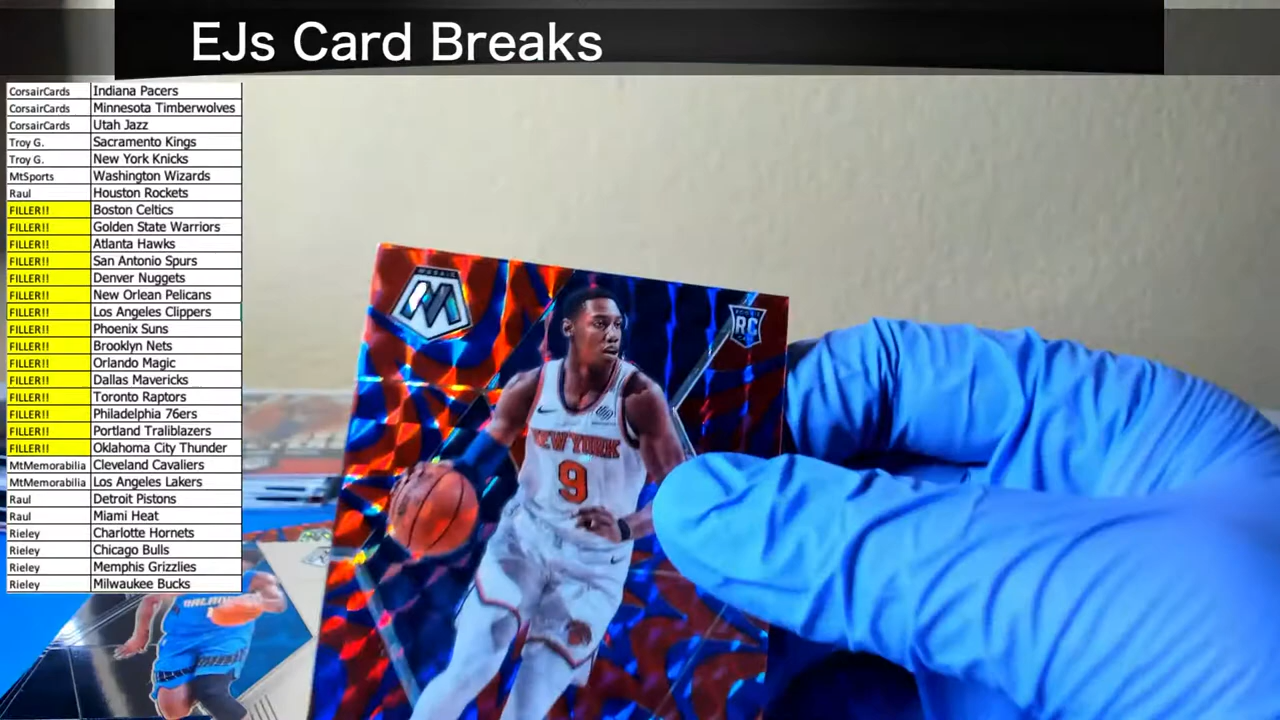 EJs Card Breaks
CorsairCards Indiana Pacers
CorsairCards Minnesota Timberwolves
CorsairCards Utah Jazz
Troy G. Sacramento Kings
Troy G. New York Knicks
MtSports Washington Wizards
Raul Houston Rockets
FILLER!! Boston Celtics
FILLER!! Golden State Warriors
FILLER!! Atlanta Hawks
FILLER!! San Antonio Spurs
FILLER!! Denver Nuggets
FILLER!! New Orlean Pelicans
FILLER!! Los Angeles Clippers
FILLER!! Phoenix Suns
FILLER!! Brooklyn Nets
FILLER!! Orlando Magic
FILLER!! Dallas Mavericks
FILLER!! Toronto Raptors
FILLER!! Philadelphia 76ers
FILLER!! Portland Traliblazers
FILLER!! Oklahoma City Thunder
MtMemorabilia Cleveland Cavaliers
MtMemorabilia Los Angeles Lakers
Raul Detroit Pistons
Raul Miami Heat
Rieley Charlotte Hornets
Rieley Chicago Bulls
Rieley Memphis Grizzlies
Rieley Milwaukee Bucks
MOSAIC
RC
NEW YORK
9